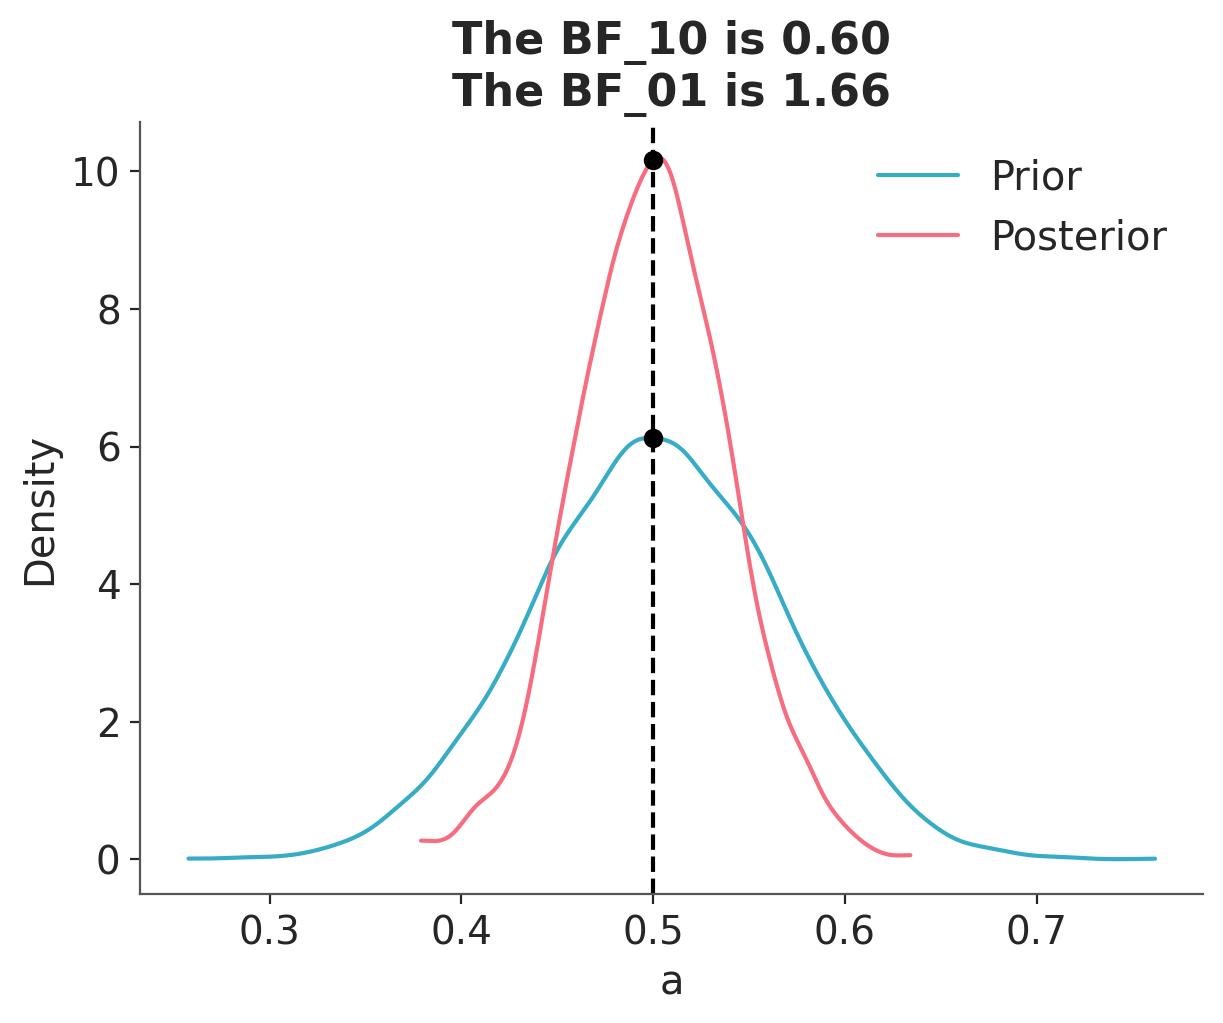 The BF_10 is 0.60
The BF_01 is 1.66
Prior
Posterior
10
8
6
4
2
0
Density
0.3 0.4 0.5 0.6 0.7
a